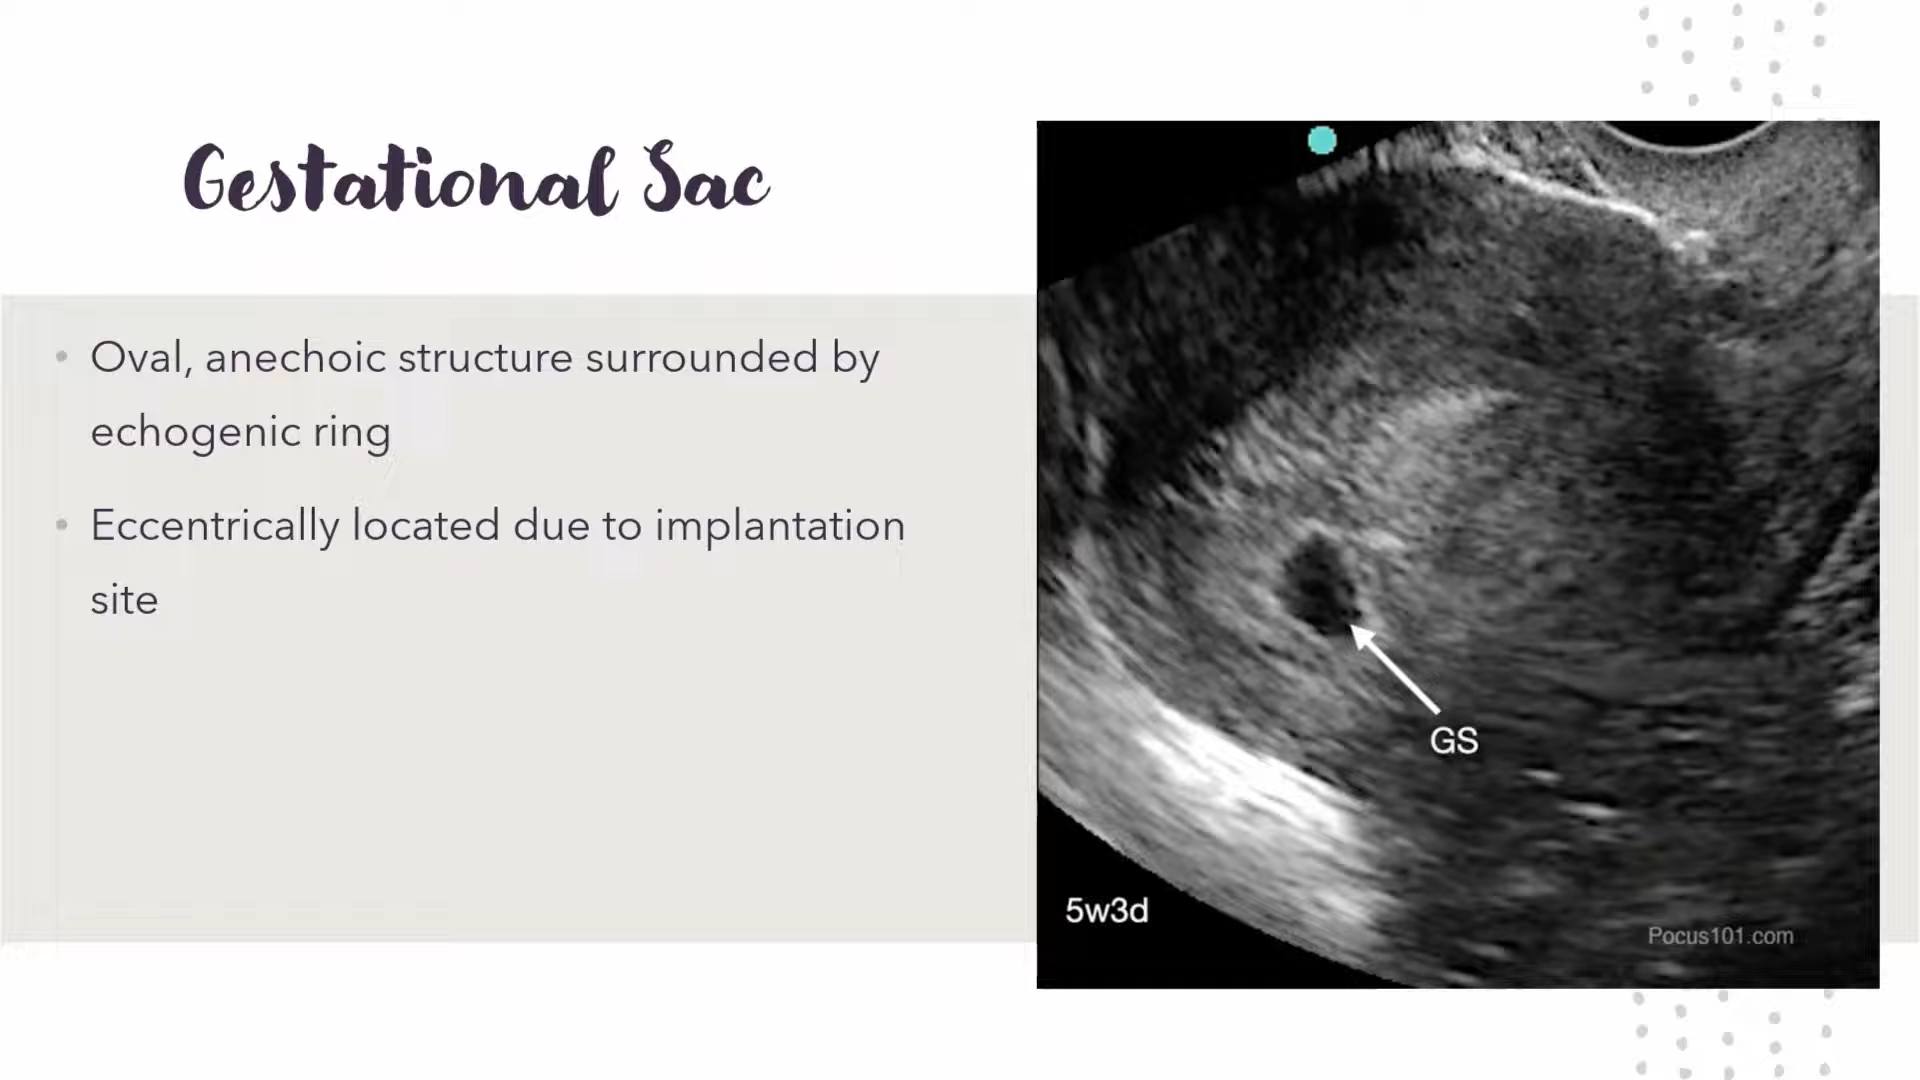 Gestational Sac
Oval, anechoic structure surrounded by
echogenic ring
Eccentrically located due to implantation
site
GS
5w3d
Pocus101.com